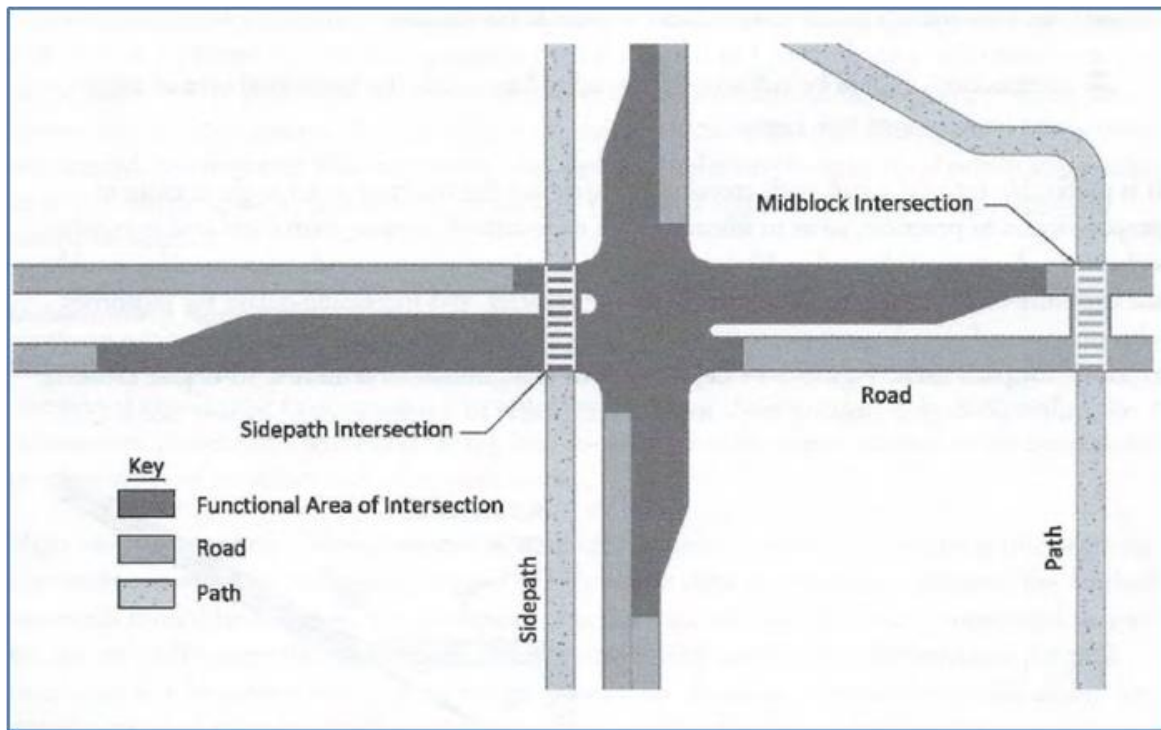 Midblock Intersection
Road
Sidepath Intersection
Key
Functional Area of Intersection
Road
Path
Sidepath
Path